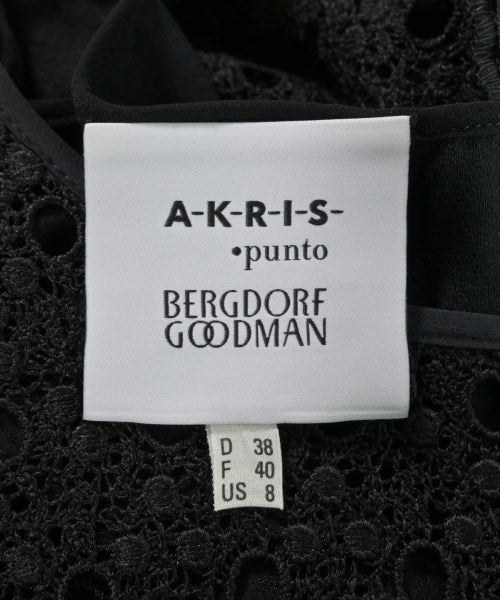 A-K-R-I-S-
•punto
BERGDORF
GOODMAN
D 38
F 40
US 8